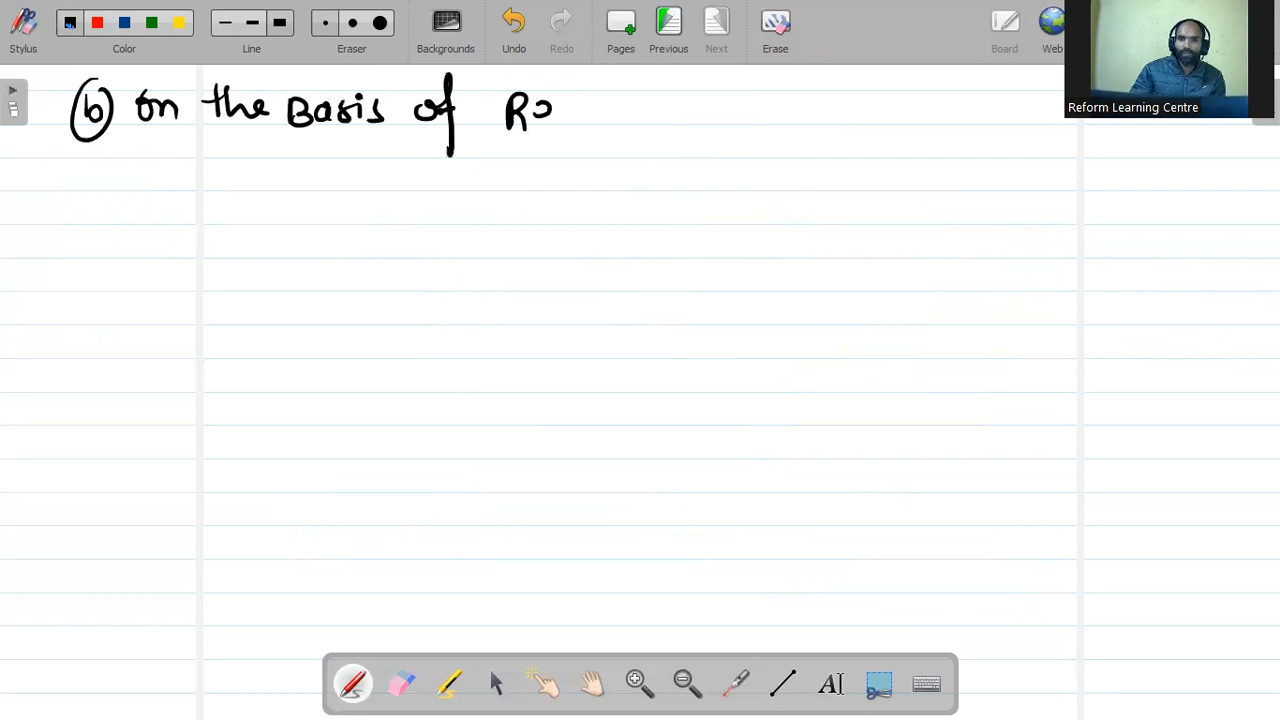 Stylus
Color
Line
Eraser
Backgrounds
Undo
Redo
Pages
Previous
Next
Erase
Board
Web
Reform Learning Centre
(b) on the Basis of